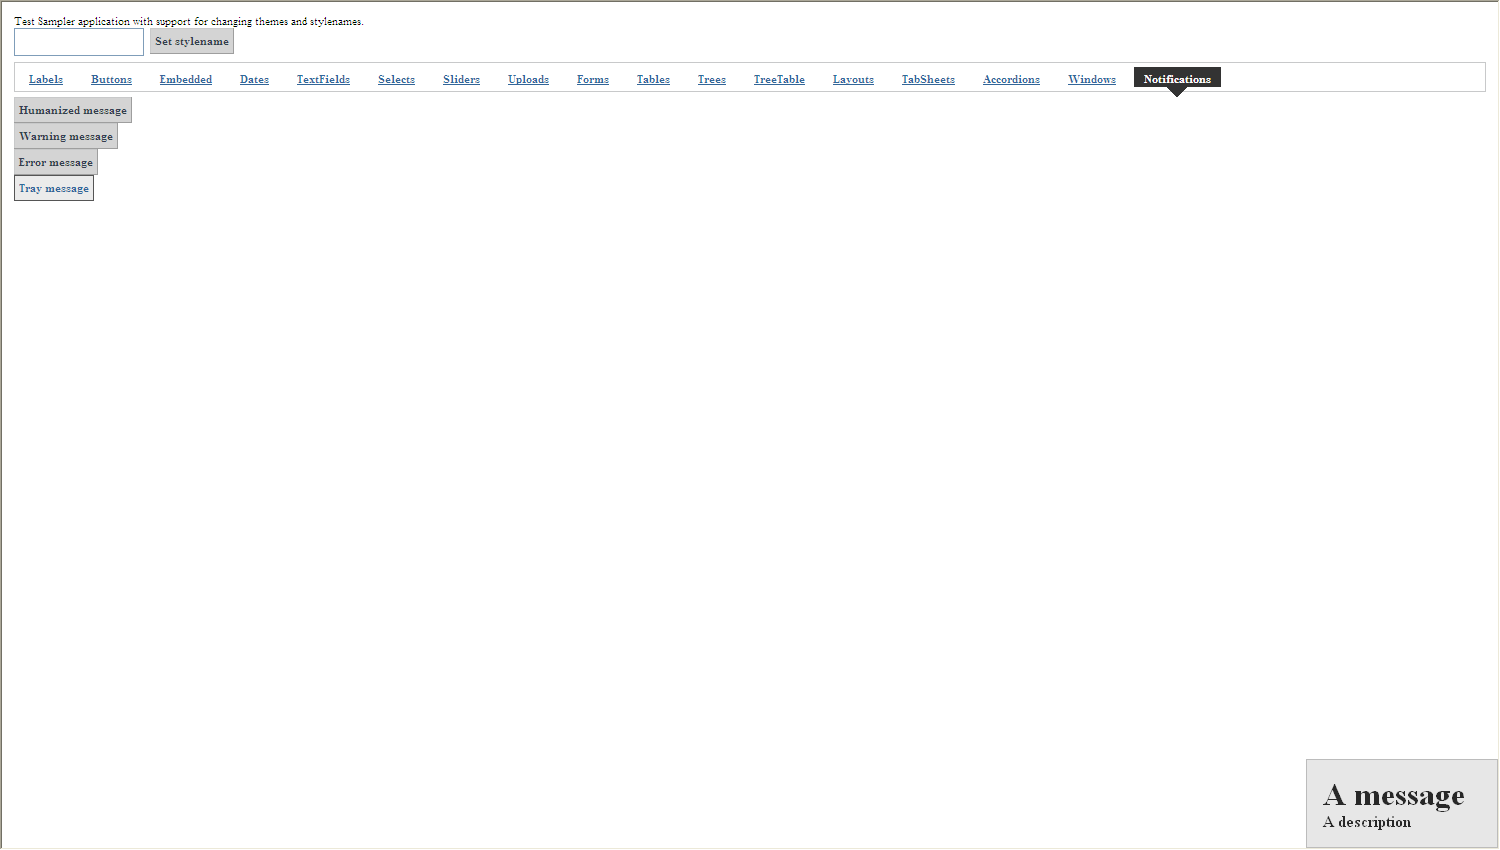 Test Sampler application with support for changing themes and stylenames.
Set stylename
Labels Buttons Embedded Dates TextFields Selects Sliders Uploads Forms Tables Trees TreeTable Layouts TabSheets Accordions Windows Notifications
Humanized message
Warning message
Error message
Tray message
A message
A description